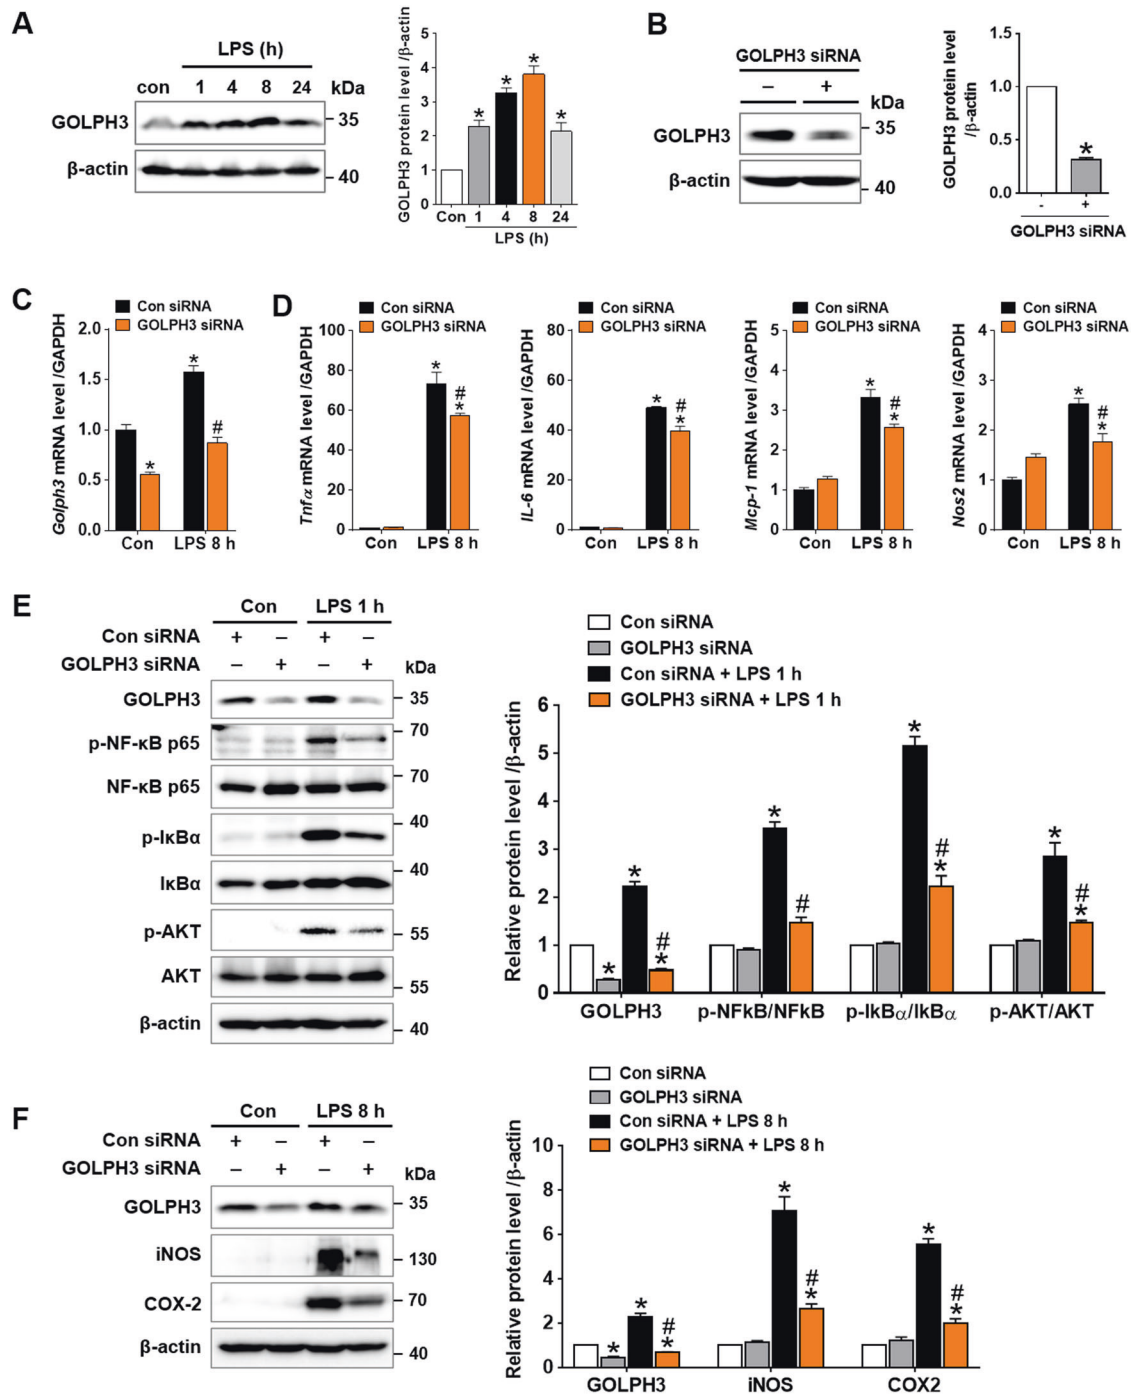 A
LPS (h)
con 1 4 8 24 kDa
GOLPH3
35
β-actin
40
GOLPH3 protein level /β-actin
5
4
3
2
1
0
* * * *
Con 1 4 8 24
LPS (h)
B
GOLPH3 siRNA
– +
kDa
GOLPH3
35
β-actin
40
GOLPH3 protein level
/β-actin
1.5
1.0
0.5
0.0
*
- +
GOLPH3 siRNA
C
Con siRNA
GOLPH3 siRNA
Golph3 mRNA level /GAPDH
2.0
1.5
1.0
0.5
0.0
* * #
Con LPS 8 h
D
Con siRNA
GOLPH3 siRNA
Tnfα mRNA level /GAPDH
100
80
60
40
20
0
* #
*
Con LPS 8 h
Con siRNA
GOLPH3 siRNA
IL-6 mRNA level /GAPDH
80
60
40
20
0
* #
*
Con LPS 8 h
Con siRNA
GOLPH3 siRNA
Mcp-1 mRNA level /GAPDH
5
4
3
2
1
0
* #
*
Con LPS 8 h
Con siRNA
GOLPH3 siRNA
Nos2 mRNA level /GAPDH
4
3
2
1
0
* #
*
Con LPS 8 h
E
Con LPS 1 h
Con siRNA + – + –
GOLPH3 siRNA – + – + kDa
GOLPH3 35
70
p-NF-κB p65
70
NF-κB p65
40
p-IκBα
40
IκBα
p-AKT 55
AKT
55
β-actin 40
Con siRNA
GOLPH3 siRNA
Con siRNA + LPS 1 h
GOLPH3 siRNA + LPS 1 h
Relative protein level /β-actin
6
5
4
3
2
1
0
* * # *
* #
* # *
* # *
GOLPH3 p-NFkB/NFkB p-IkBα/IkBα p-AKT/AKT
F
Con LPS 8 h
Con siRNA + – + –
GOLPH3 siRNA – + – + kDa
GOLPH3 35
iNOS 130
COX-2 70
β-actin 40
Con siRNA
GOLPH3 siRNA
Con siRNA + LPS 8 h
GOLPH3 siRNA + LPS 8 h
Relative protein level /β-actin
10
8
6
4
2
0
* * # *
* # *
* # *
GOLPH3 iNOS COX2